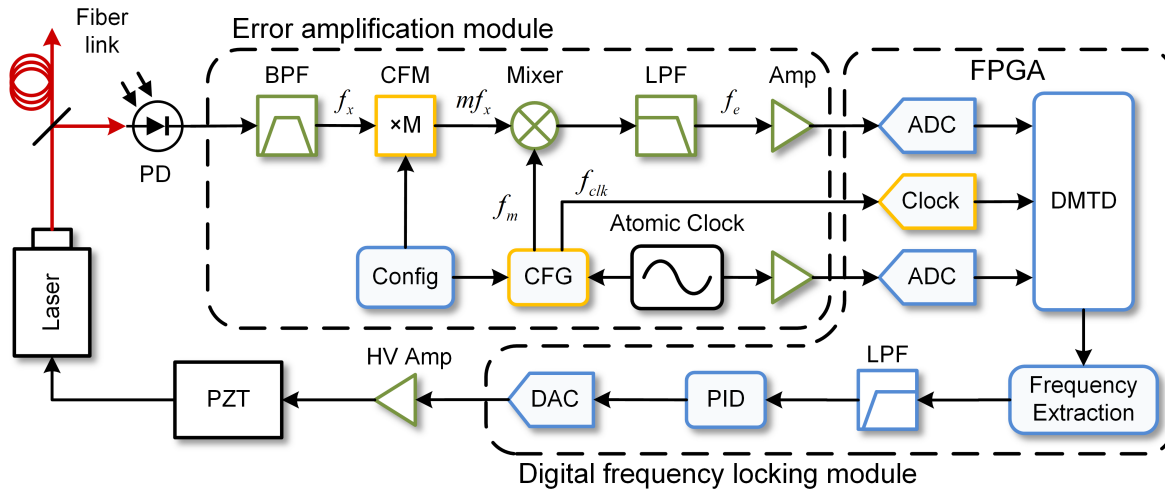 Fiber
link
Error amplification module
BPF
CFM
Mixer
LPF
Amp
FPGA
f_x
×M
mf_x
f_e
ADC
PD
f_m
f_clk
Clock
DMTD
Atomic Clock
Config
CFG
ADC
Laser
HV Amp
LPF
PZT
DAC
PID
Frequency
Extraction
Digital frequency locking module